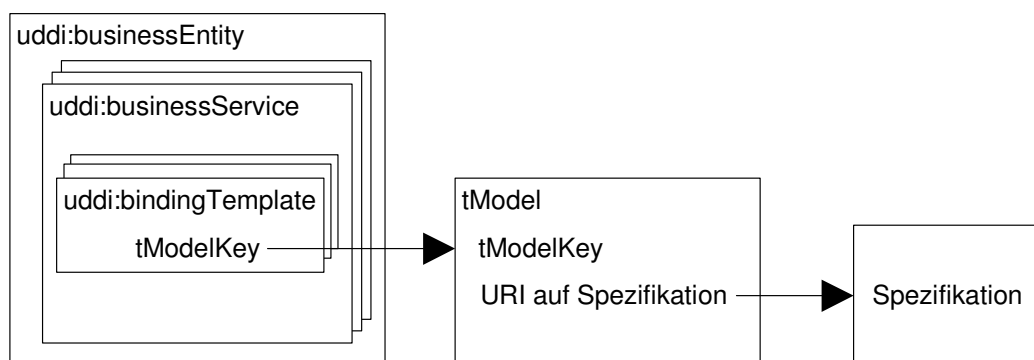 uddi:businessEntity
uddi:businessService
uddi:bindingTemplate
tModelKey
tModel
tModelKey
URI auf Spezifikation
Spezifikation